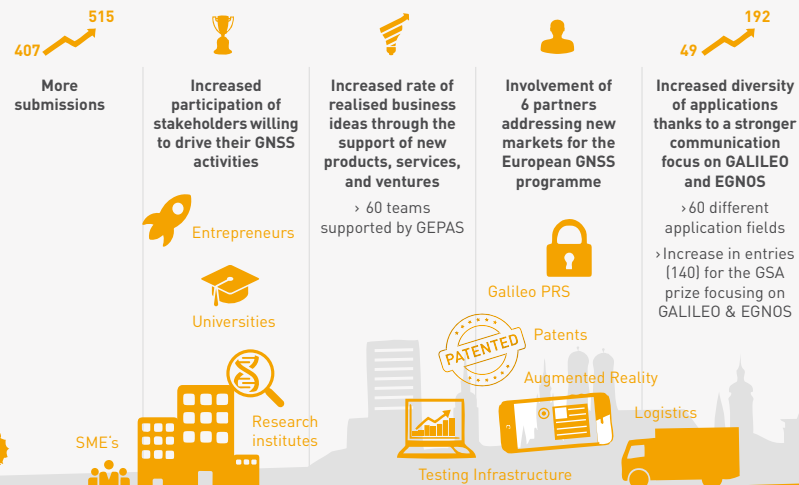 407
515
More
submissions
Increased
participation of
stakeholders willing
to drive their GNSS
activities
Entrepreneurs
Universities
Research
institutes
SME’s
Increased rate of
realised business
ideas through the
support of new
products, services,
and ventures
› 60 teams
supported by GEPAS
Involvement of
6 partners
addressing new
markets for the
European GNSS
programme
Galileo PRS
PATENTED
Patents
Augmented Reality
Logistics
Testing Infrastructure
49
192
Increased diversity
of applications
thanks to a stronger
communication
focus on GALILEO
and EGNOS
› 60 different
application fields
› Increase in entries
(140) for the GSA
prize focusing on
GALILEO & EGNOS